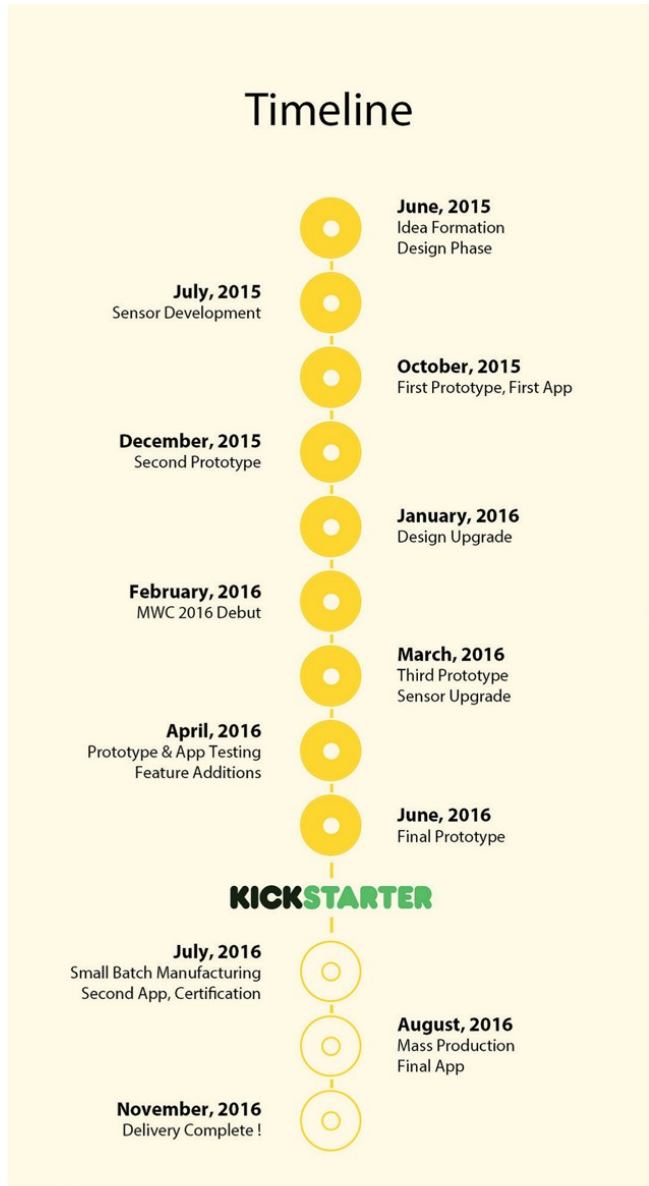 Timeline
June, 2015
Idea Formation
Design Phase
July, 2015
Sensor Development
October, 2015
First Prototype, First App
December, 2015
Second Prototype
January, 2016
Design Upgrade
February, 2016
MWC 2016 Debut
March, 2016
Third Prototype
Sensor Upgrade
April, 2016
Prototype & App Testing
Feature Additions
June, 2016
Final Prototype
KICKSTARTER
July, 2016
Small Batch Manufacturing
Second App, Certification
August, 2016
Mass Production
Final App
November, 2016
Delivery Complete !